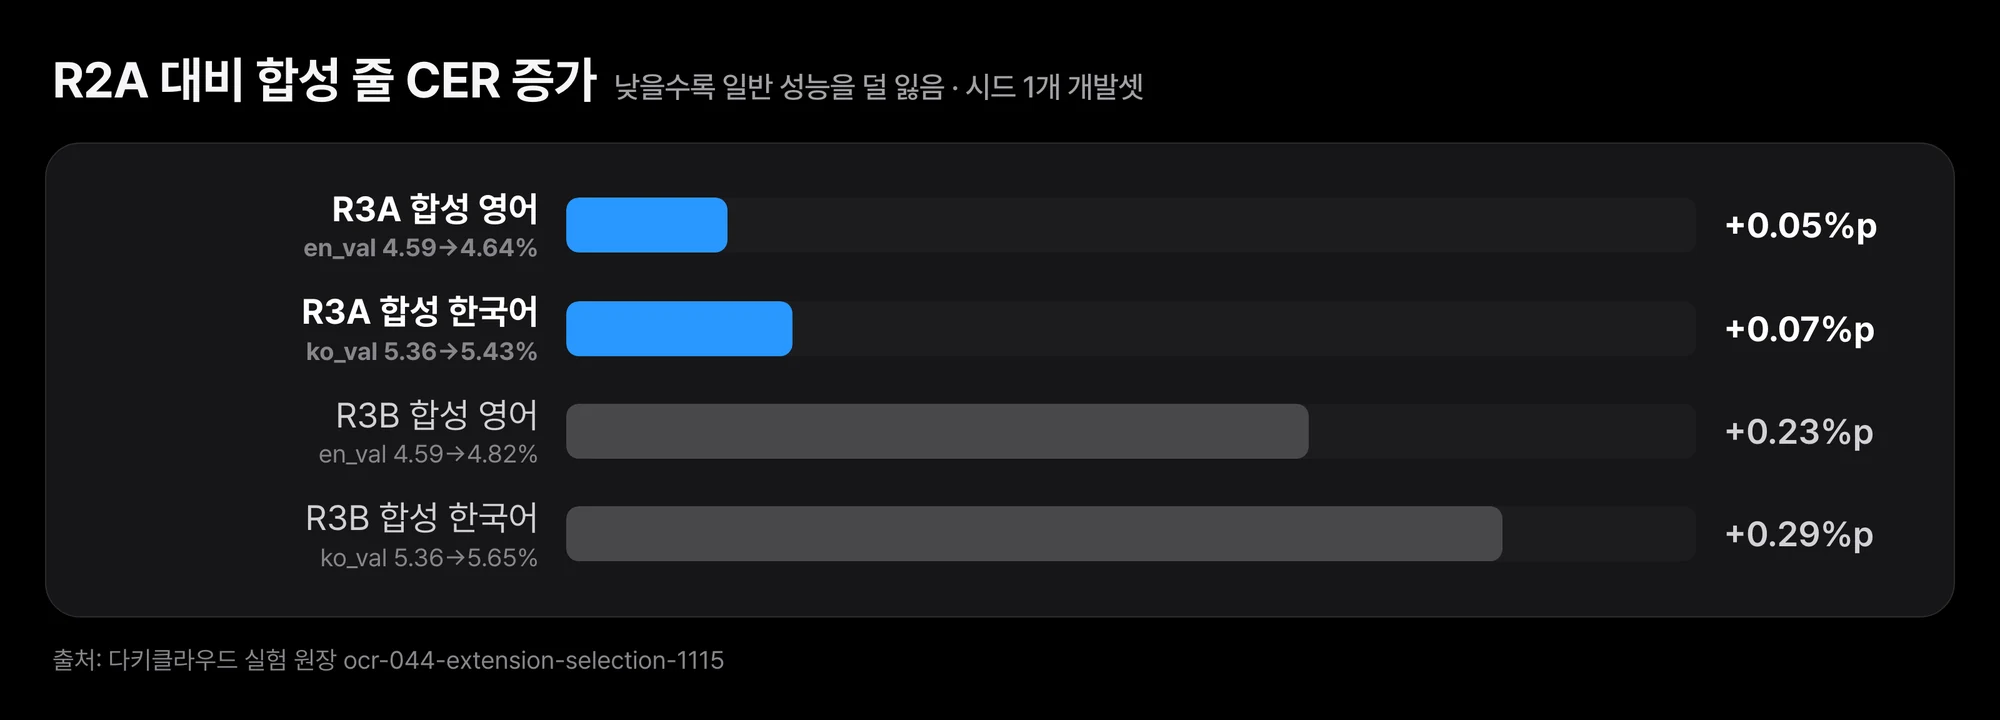 R2A 대비 합성 줄 CER 증가 낮을수록 일반 성능을 덜 잃음 · 시드 1개 개발셋
R3A 합성 영어
en_val 4.59→4.64%
+0.05%p
R3A 합성 한국어
ko_val 5.36→5.43%
+0.07%p
R3B 합성 영어
en_val 4.59→4.82%
+0.23%p
R3B 합성 한국어
ko_val 5.36→5.65%
+0.29%p
출처: 다키클라우드 실험 원장 ocr-044-extension-selection-1115